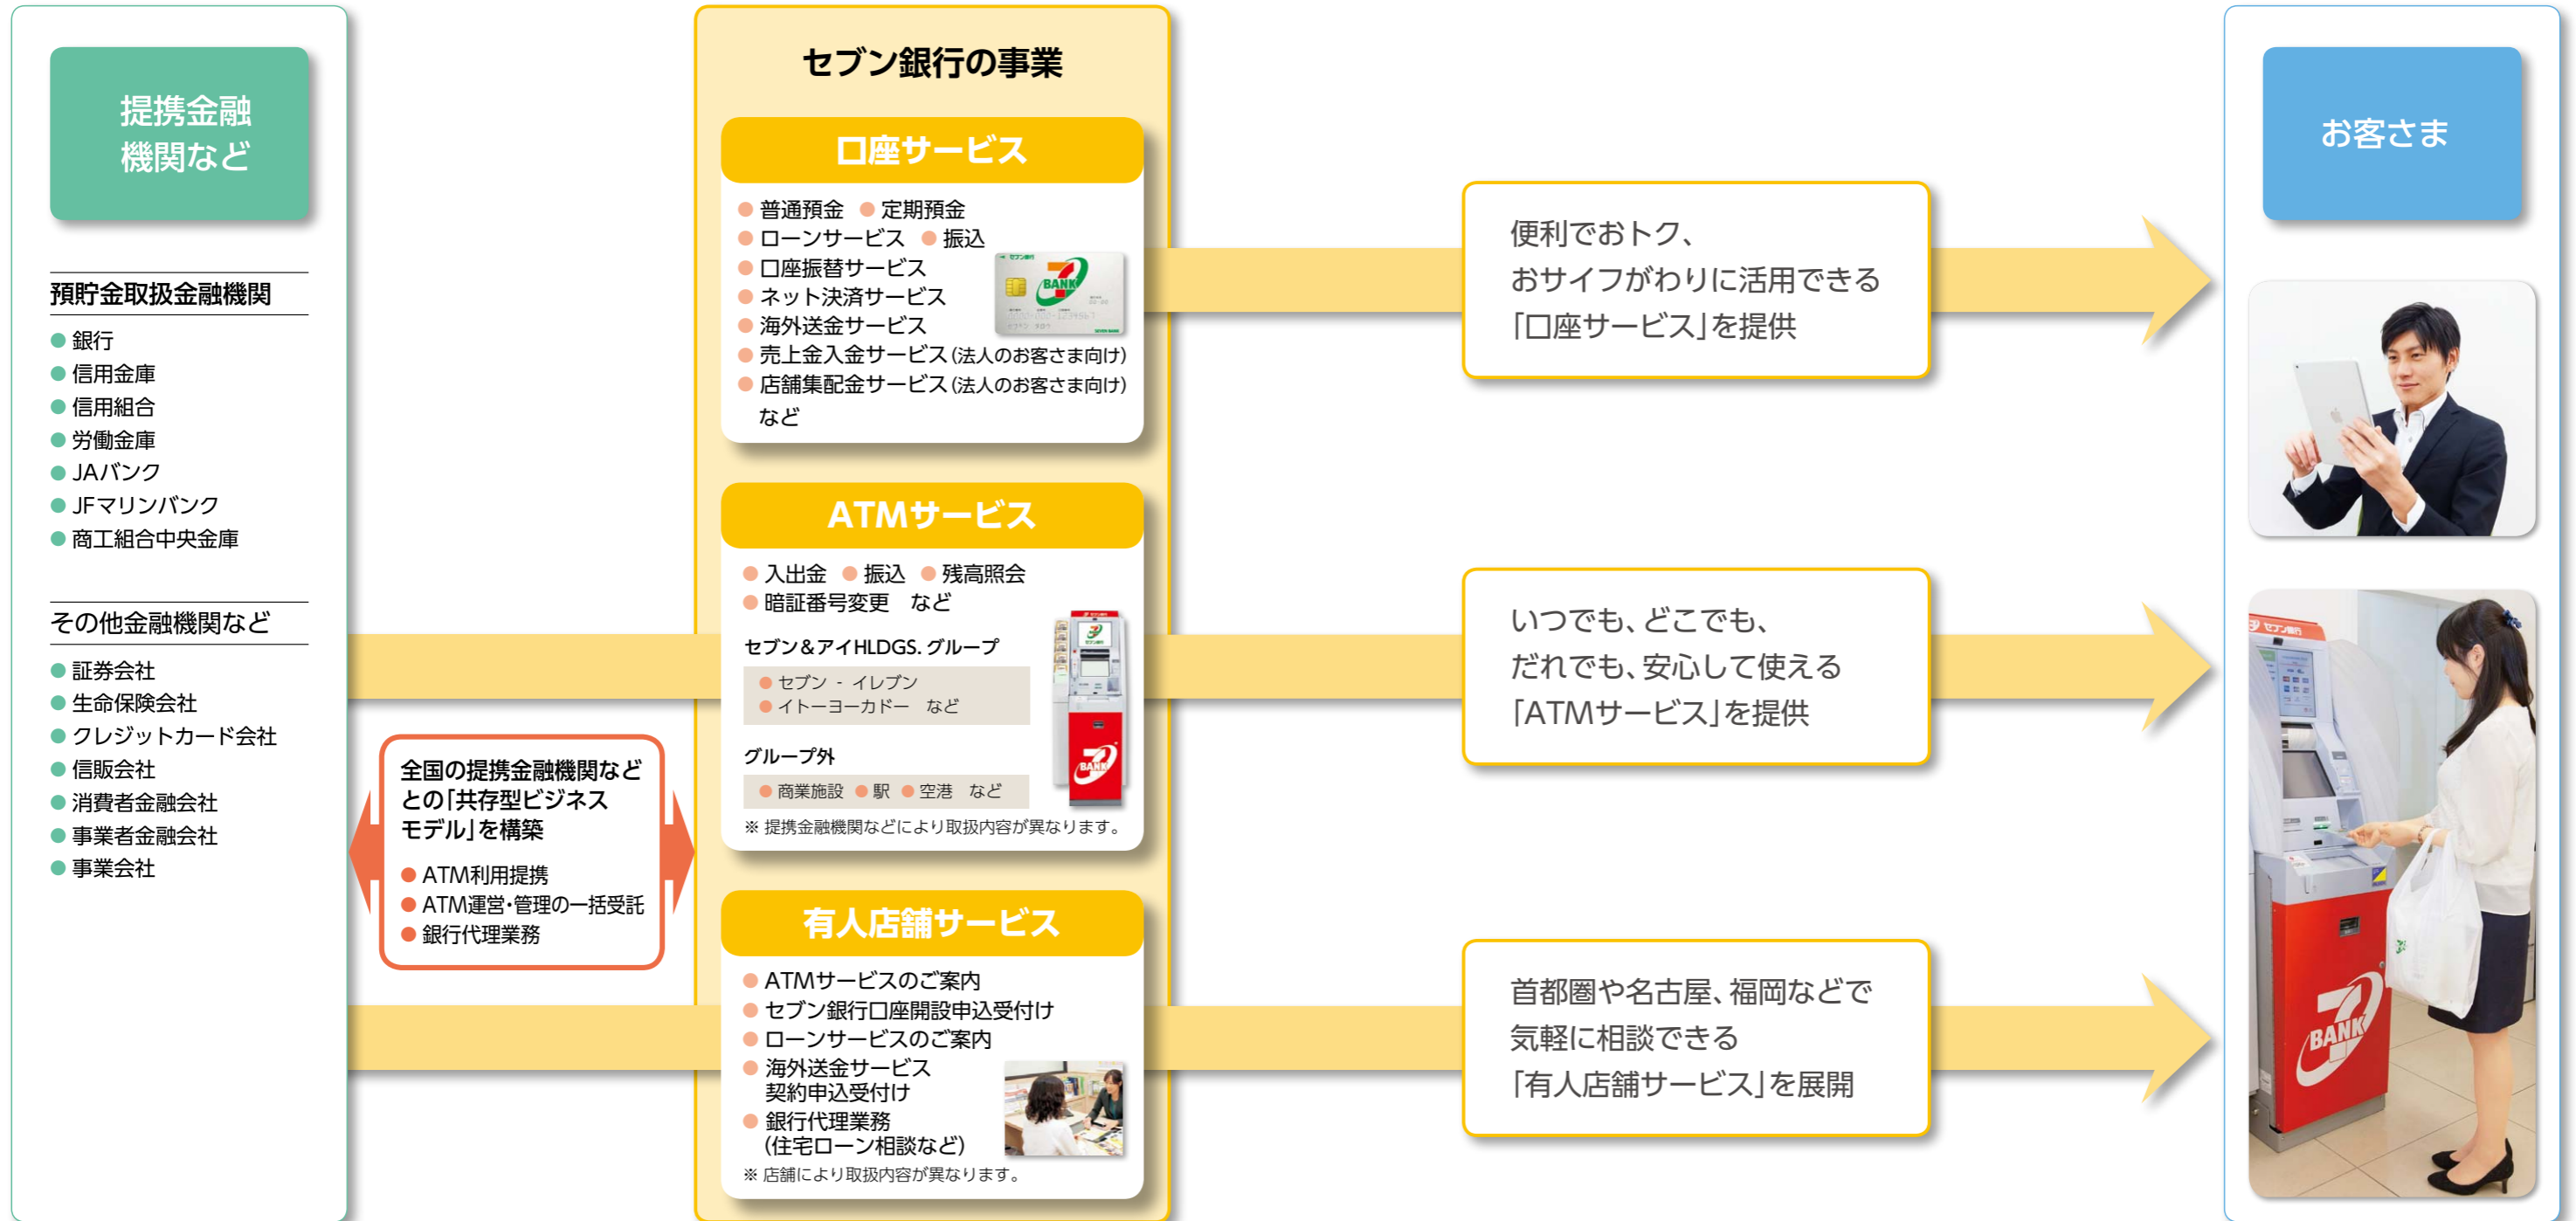 提携金融
機関など
預貯金取扱金融機関
● 銀行
● 信用金庫
● 信用組合
● 労働金庫
● JAバンク
● JFマリンバンク
● 商工組合中央金庫
その他金融機関など
● 証券会社
● 生命保険会社
● クレジットカード会社
● 信販会社
● 消費者金融会社
● 事業者金融会社
● 事業会社
全国の提携金融機関など
との「共存型ビジネス
モデル」を構築
● ATM利用提携
● ATM運営・管理の一括受託
● 銀行代理業務
セブン銀行の事業
口座サービス
● 普通預金 ● 定期預金
● ローンサービス ● 振込
● 口座振替サービス
● ネット決済サービス
● 海外送金サービス
● 売上金入金サービス(法人のお客さま向け)
● 店舗集配金サービス(法人のお客さま向け)
など
セブン銀行
7
BANK
SEVEN BANK
ATMサービス
● 入出金 ● 振込 ● 残高照会
● 暗証番号変更 など
セブン&アイHLDGS. グループ
● セブン - イレブン
● イトーヨーカドー など
グループ外
● 商業施設 ● 駅 ● 空港 など
※ 提携金融機関などにより取扱内容が異なります。
7
BANK
有人店舗サービス
● ATMサービスのご案内
● セブン銀行口座開設申込受付け
● ローンサービスのご案内
● 海外送金サービス
契約申込受付け
● 銀行代理業務
(住宅ローン相談など)
※ 店舗により取扱内容が異なります。
便利でおトク、
おサイフがわりに活用できる
「口座サービス」を提供
いつでも、どこでも、
だれでも、安心して使える
「ATMサービス」を提供
首都圏や名古屋、福岡などで
気軽に相談できる
「有人店舗サービス」を展開
お客さま
セブン銀行
7
BANK